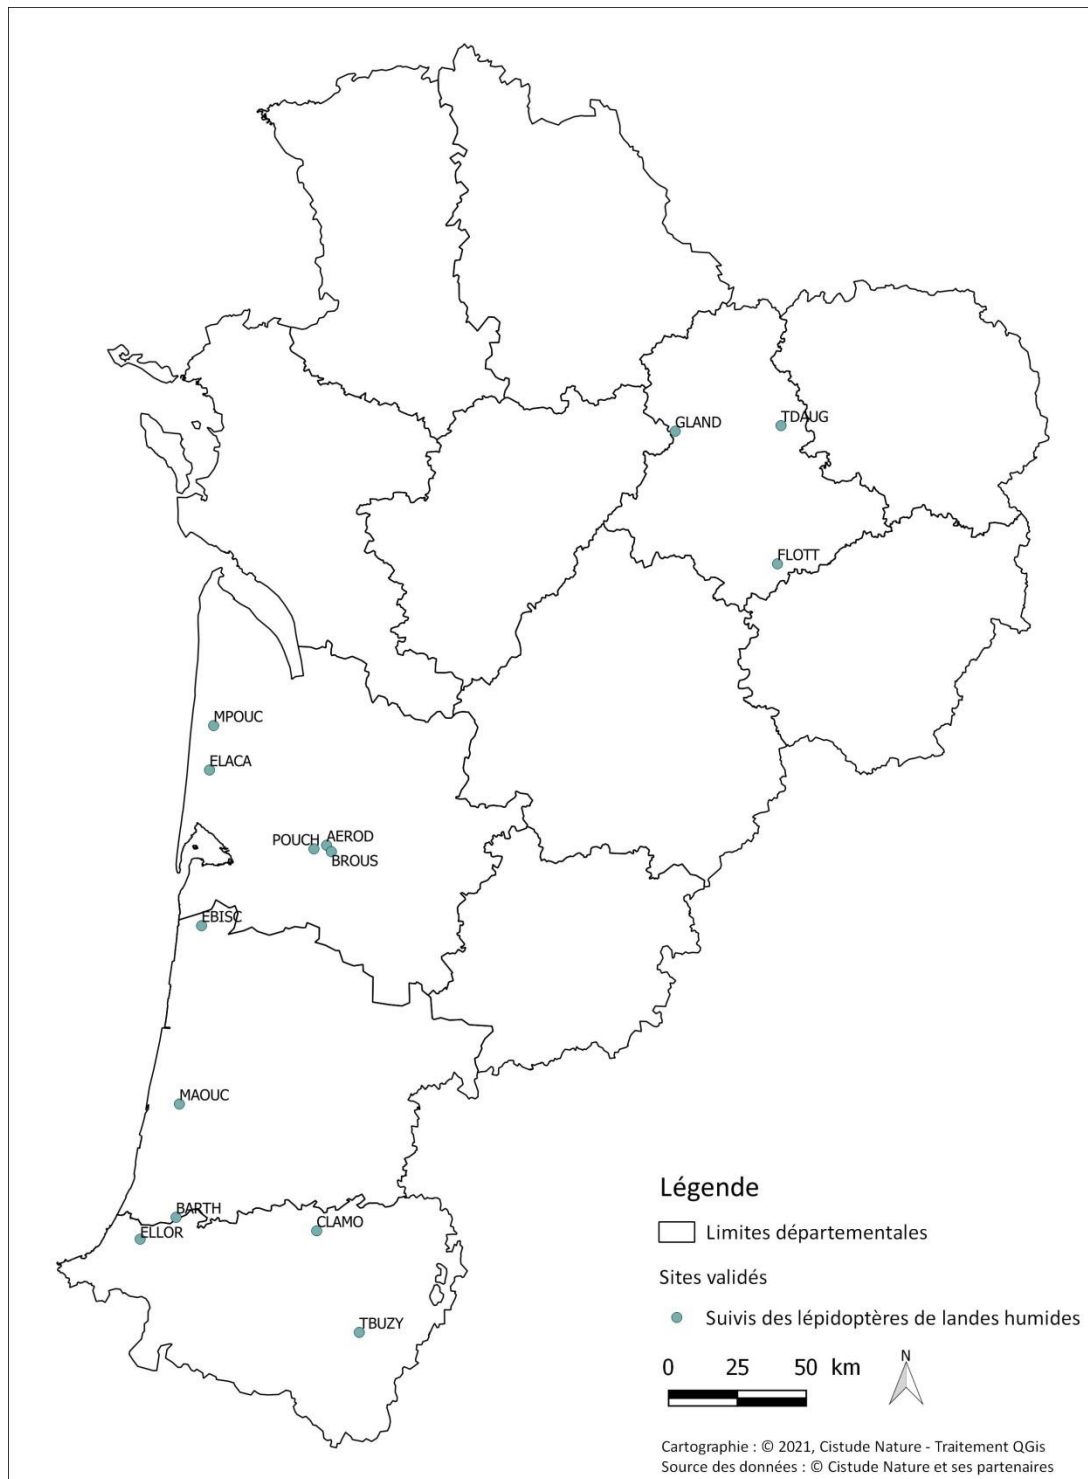 GLAND
TDAUG
FLOTT
MPOUC
ELACA
POUCH
AEROD
BROUS
EBISC
MAOUC
BARTH
ELLOR
CLAMO
TBUZY
Légende
Limites départementales
Sites validés
Suivis des lépidoptères de landes humides
0 25 50 km
N
Cartographie : © 2021, Cistude Nature - Traitement QGis
Source des données : © Cistude Nature et ses partenaires